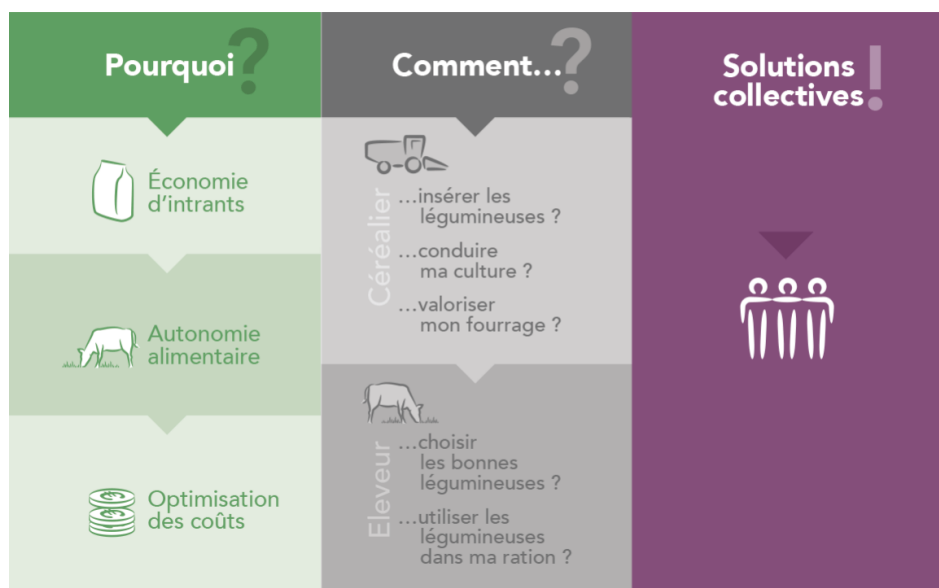 Pourquoi ?
Économie
d'intrants
Autonomie
alimentaire
Optimisation
des coûts
Comment... ?
Céréalier
...insérer les
légumineuses ?
...conduire
ma culture ?
...valoriser
mon fourrage ?
Eleveur
...choisir
les bonnes
légumineuses ?
...utiliser les
légumineuses
dans ma ration ?
Solutions
collectives !